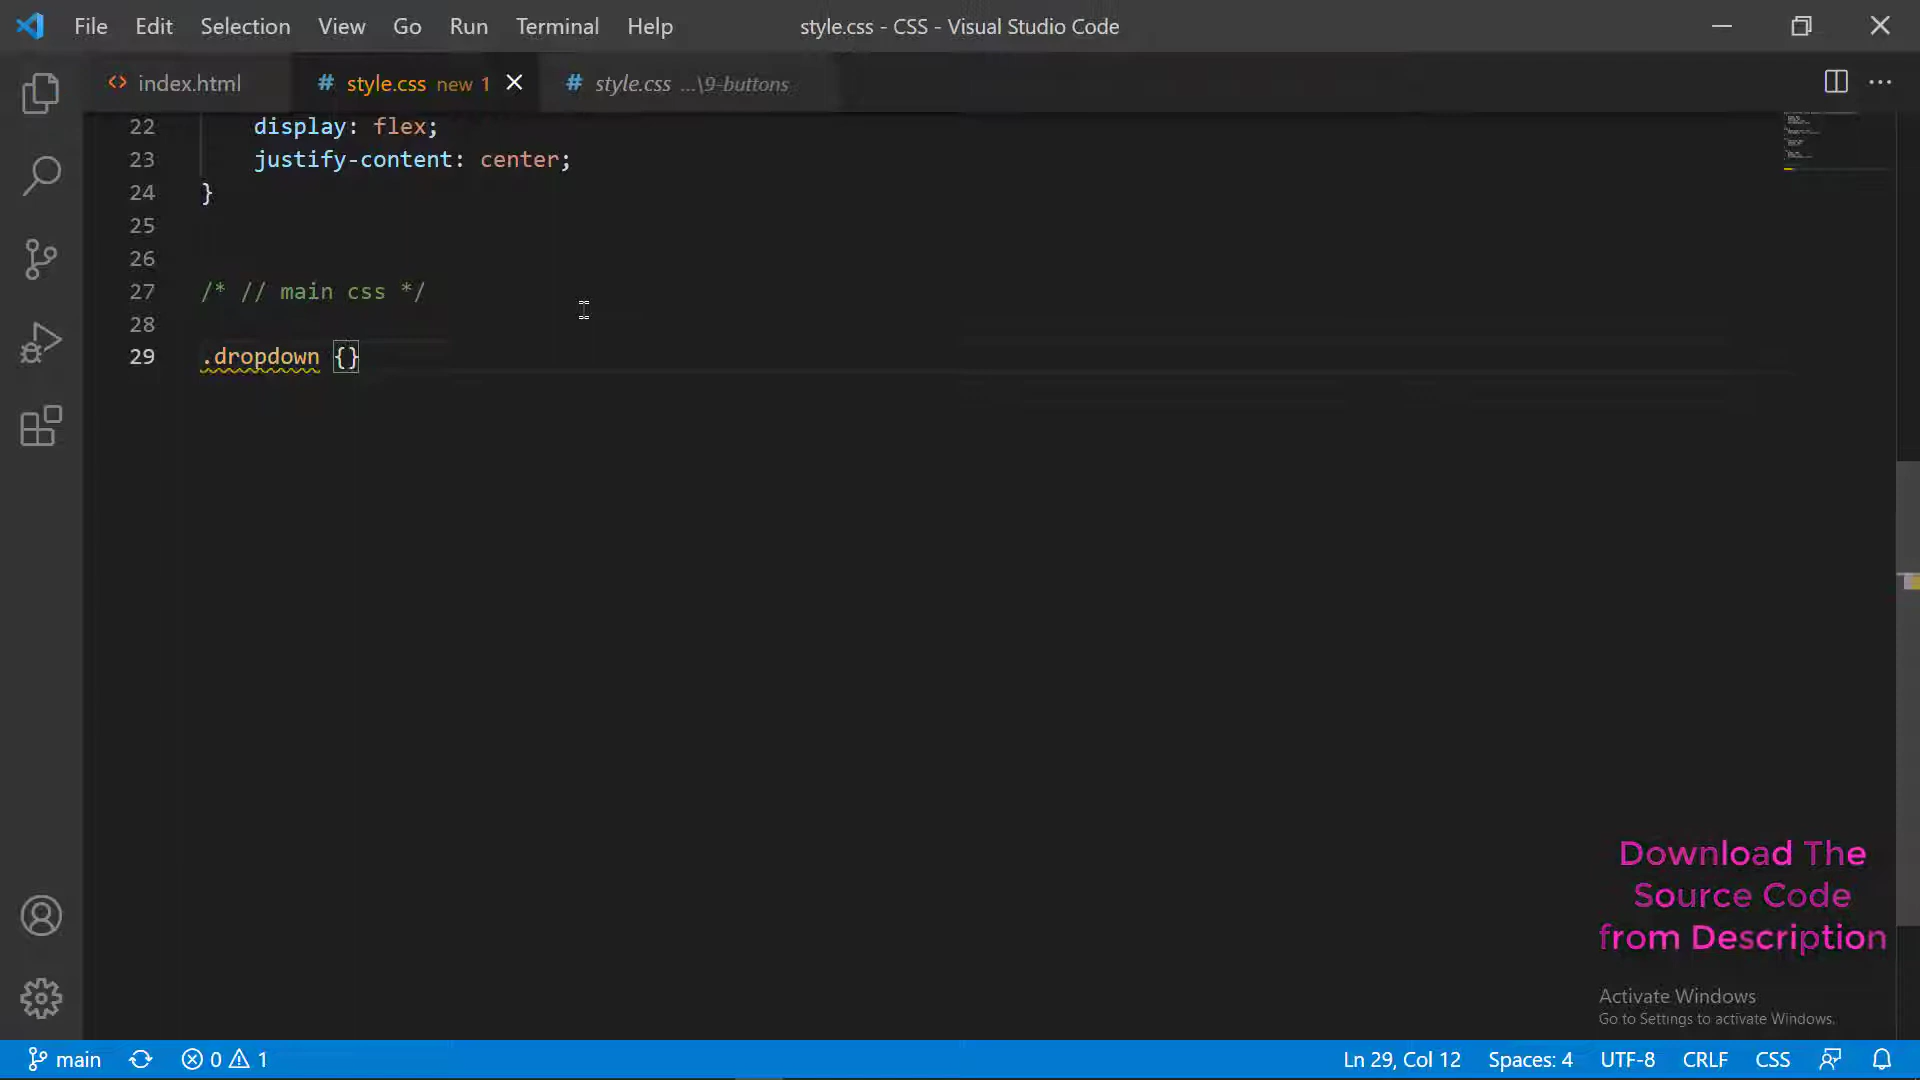 File Edit Selection View Go Run Terminal Help style.css - CSS - Visual Studio Code
index.html # style.css new 1 # style.css ...\9-buttons
22 display: flex;
23 justify-content: center;
24 }
25
26
27 /* // main css */
28
29 .dropdown {}
Download The
Source Code
from Description
Activate Windows
Go to Settings to activate Windows.
main 0 1 Ln 29, Col 12 Spaces: 4 UTF-8 CRLF CSS